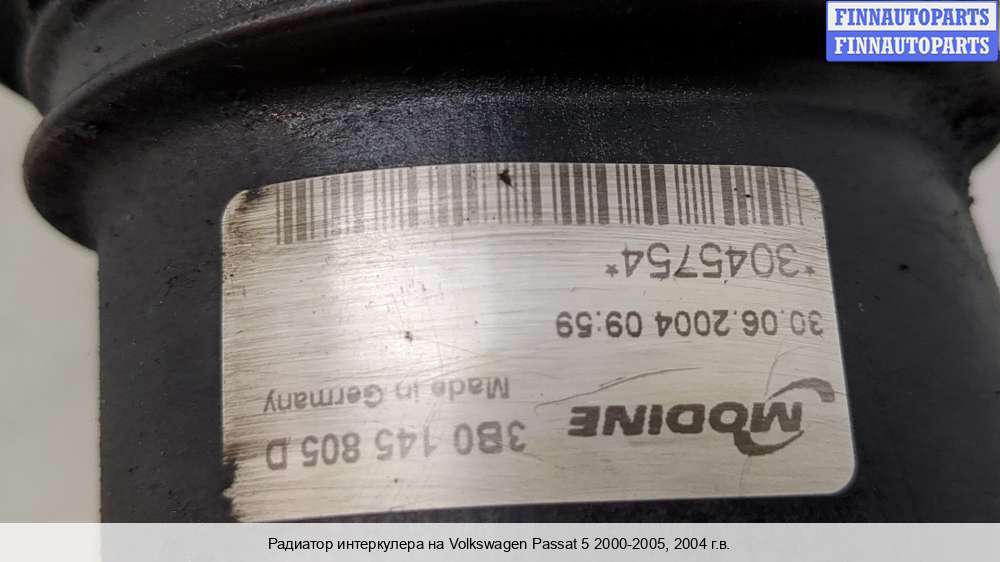 FINNAUTOPARTS
FINNAUTOPARTS
MODINE
3B0 145 805 D
Made in Germany
30.06.2004 09:59
*3045754*
Радиатор интеркулера на Volkswagen Passat 5 2000-2005, 2004 г.в.